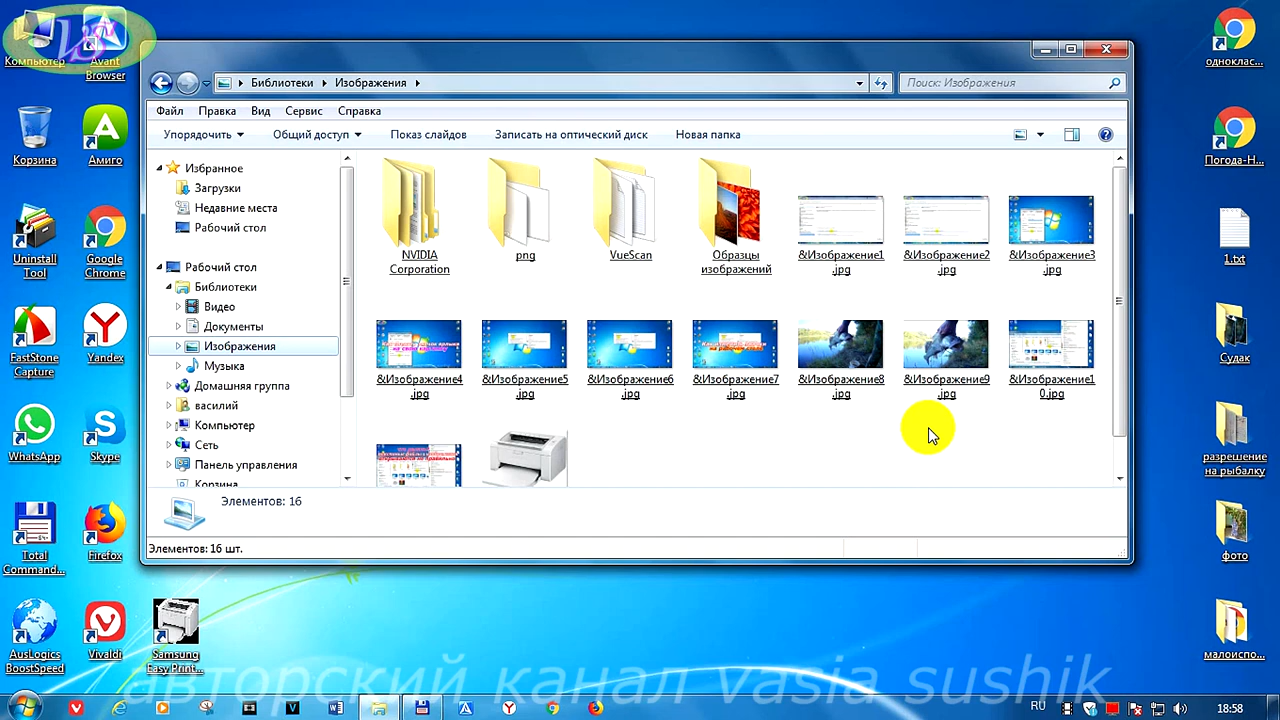 Компьютер
Avant
Browser
Корзина
Амиго
Uninstall
Tool
Google
Chrome
FastStone
Capture
Yandex
WhatsApp
Skype
Total
Command...
Firefox
AusLogics
BoostSpeed
Vivaldi
Samsung
Easy Print...
Библиотеки
Изображения
Поиск: Изображения
Файл
Правка
Вид
Сервис
Справка
Упорядочить
Общий доступ
Показ слайдов
Записать на оптический диск
Новая папка
Избранное
Загрузки
Недавние места
Рабочий стол
Рабочий стол
Библиотеки
Видео
Документы
Изображения
Музыка
Домашняя группа
василий
Компьютер
Сеть
Панель управления
Корзина
NVIDIA
Corporation
png
VueScan
Образцы
изображений
&Изображение1
.jpg
&Изображение2
.jpg
&Изображение3
.jpg
&Изображение4
.jpg
&Изображение5
.jpg
&Изображение6
.jpg
&Изображение7
.jpg
&Изображение8
.jpg
&Изображение9
.jpg
&Изображение1
0.jpg
Элементов: 16
Элементов: 16 шт.
одноклас...
Погода-Н...
1.txt
Судак
разрешение
на рыбалку
фото
малоиспо...
авторский канал vasia sushik
RU
18:58